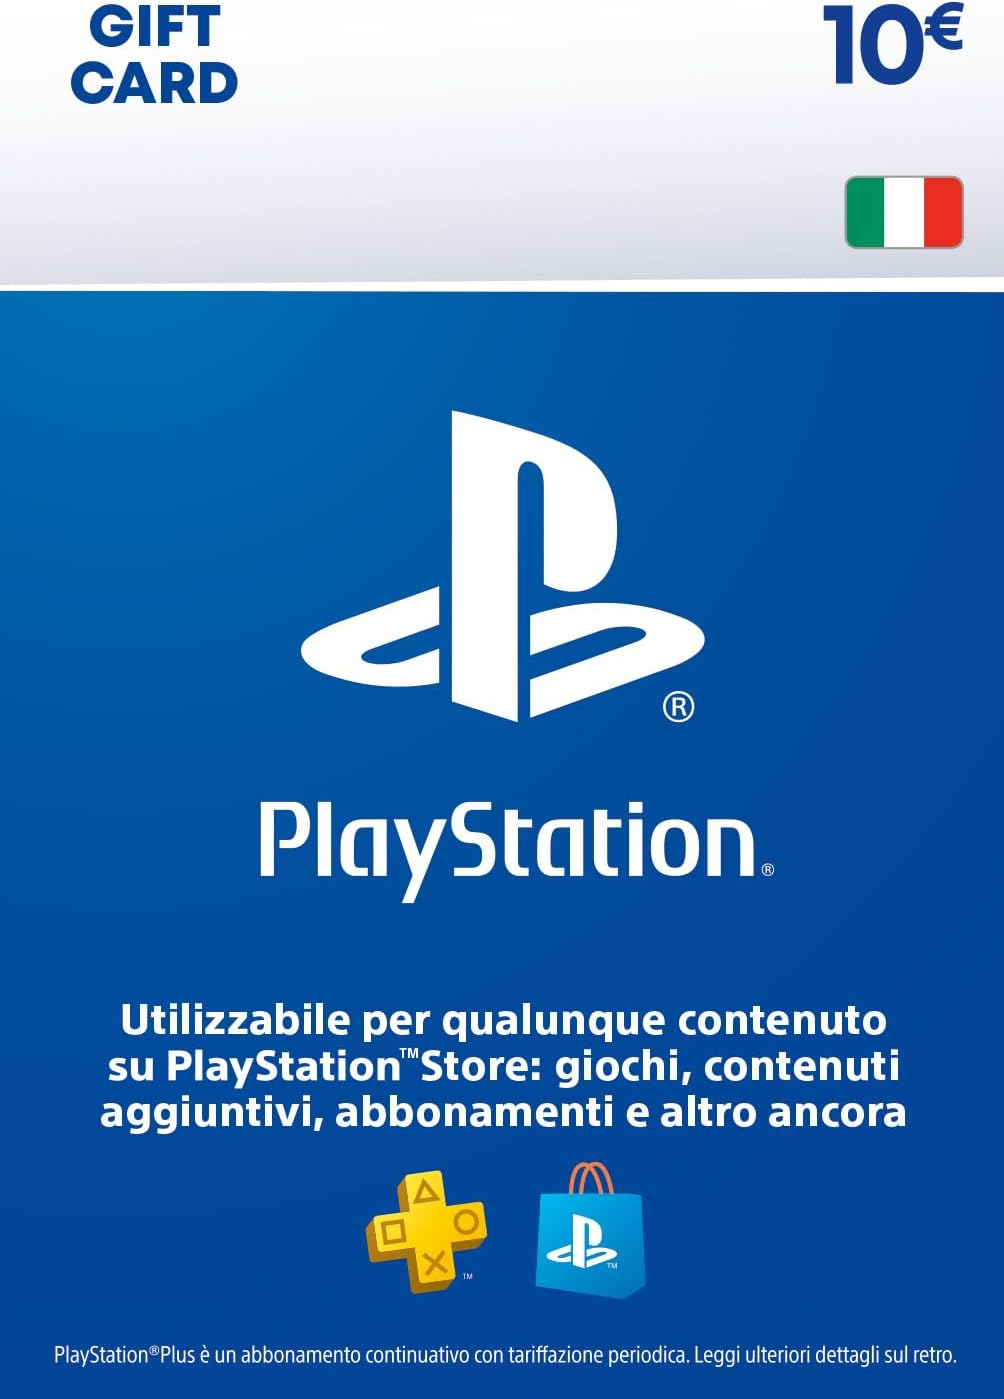 GIFT
CARD
10€
®
PlayStation®
Utilizzabile per qualunque contenuto
su PlayStation™Store: giochi, contenuti
aggiuntivi, abbonamenti e altro ancora
™
™
PlayStation®Plus è un abbonamento continuativo con tariffazione periodica. Leggi ulteriori dettagli sul retro.